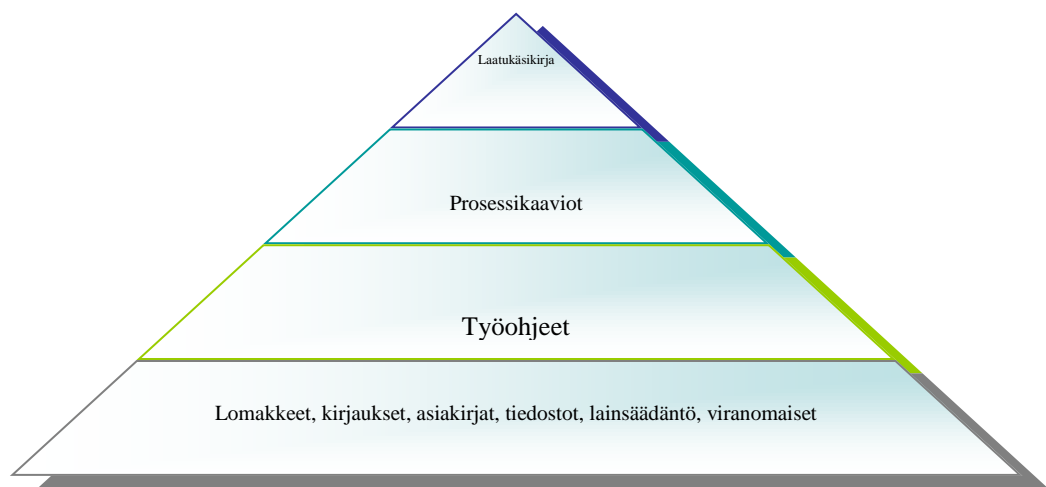 Laatukäsikirja
Prosessikaaviot
Työohjeet
Lomakkeet, kirjaukset, asiakirjat, tiedostot, lainsäädäntö, viranomaiset